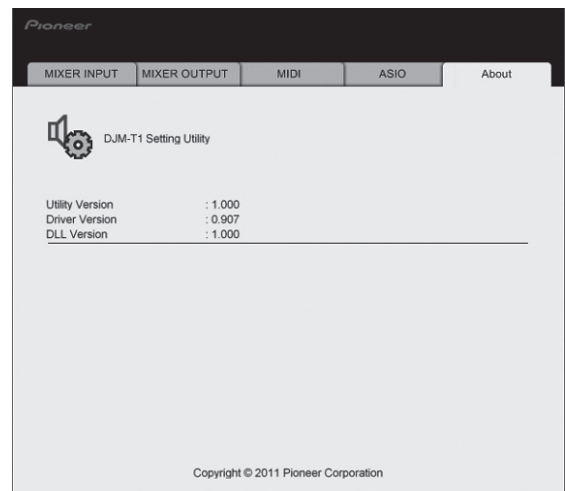 Pioneer
MIXER INPUT MIXER OUTPUT MIDI ASIO About
DJM-T1 Setting Utility
Utility Version : 1.000
Driver Version : 0.907
DLL Version : 1.000
Copyright © 2011 Pioneer Corporation